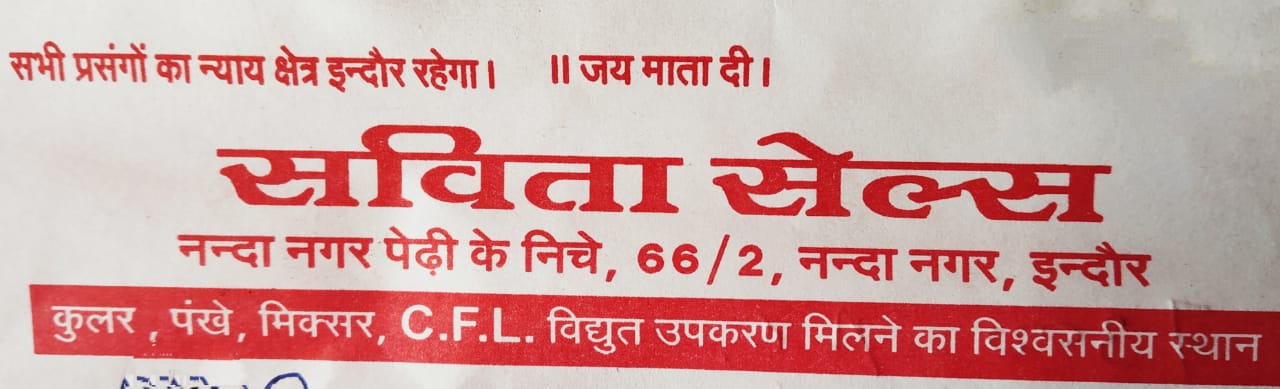 सभी प्रसंगों का न्याय क्षेत्र इन्दौर रहेगा। ॥ जय माता दी।
सविता सेल्स
नन्दा नगर पेढ़ी के निचे, 66/2, नन्दा नगर, इन्दौर
कुलर , पंखे, मिक्सर, C.F.L. विद्युत उपकरण मिलने का विश्वसनीय स्थान